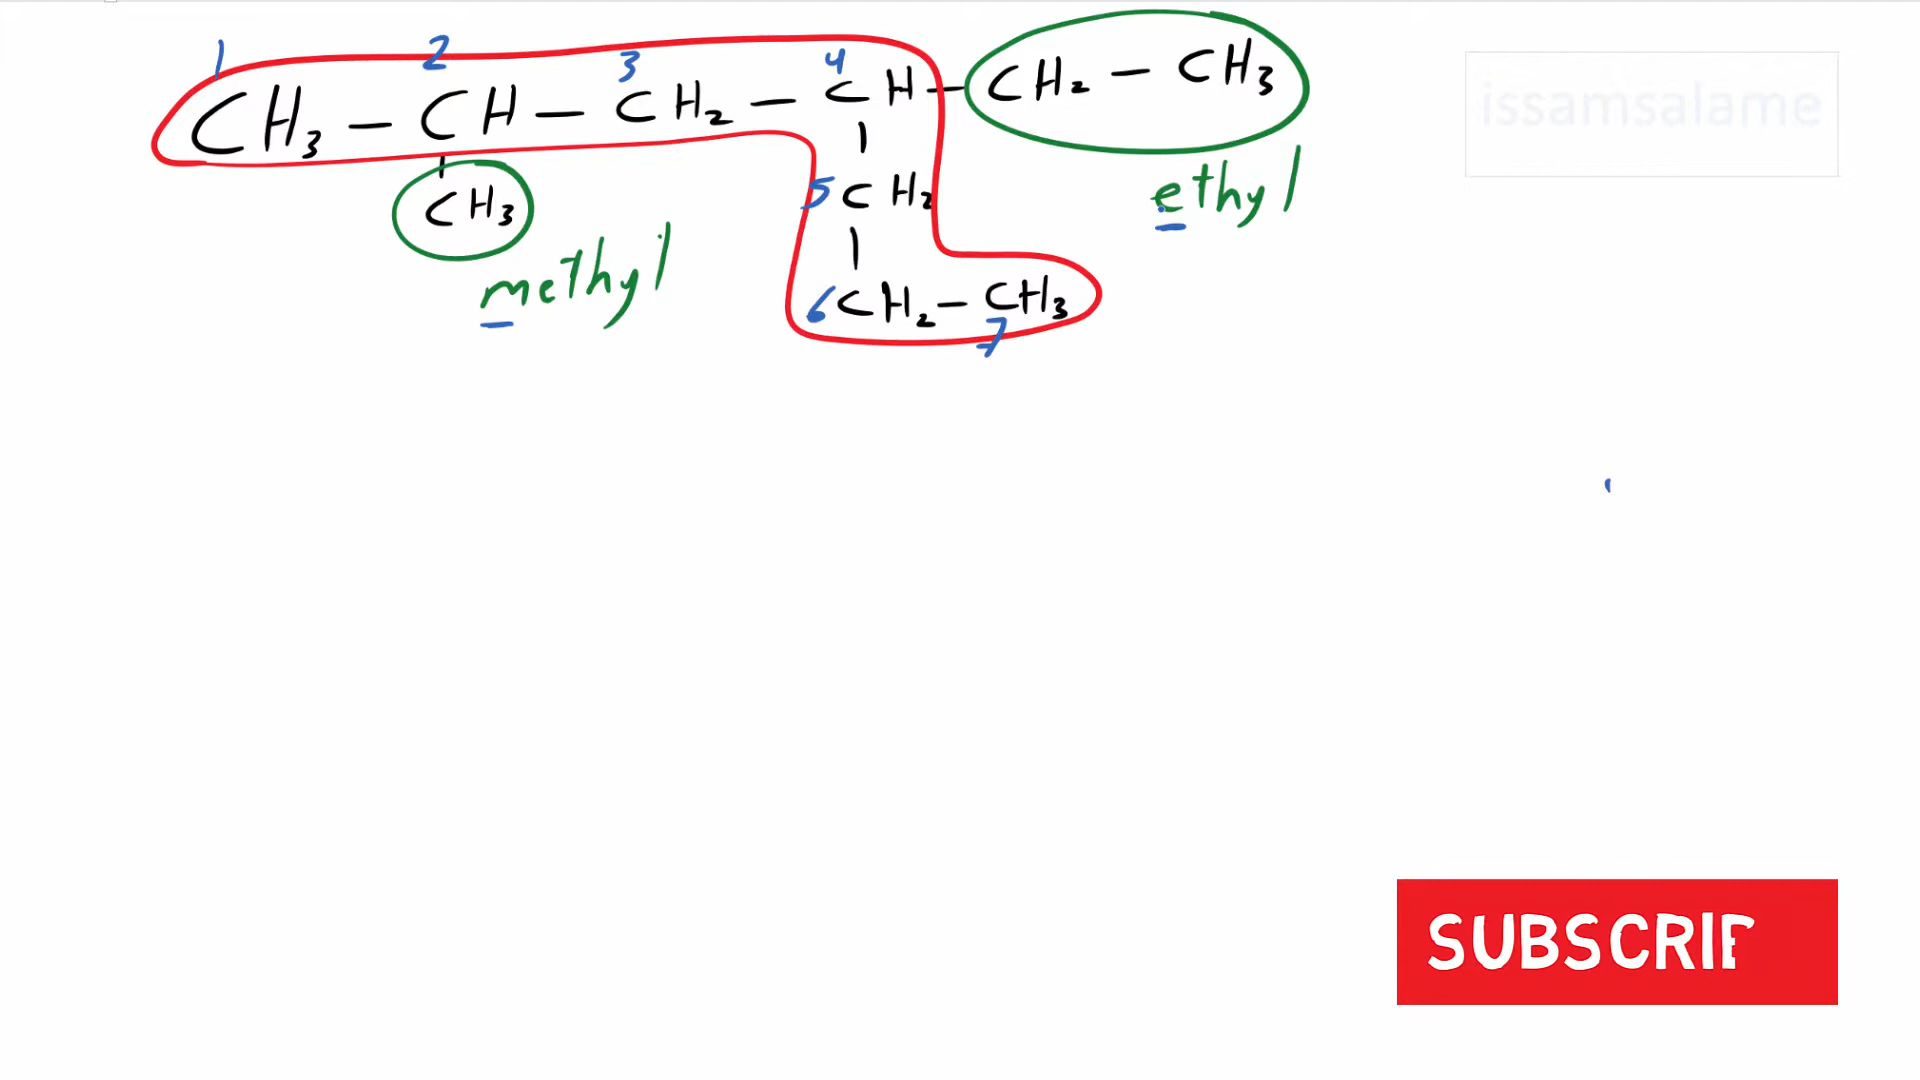 1 2 3 4
CH₃ – CH – CH₂ – CH – CH₂ – CH₃
issamsalame
5 CH₂
ethyl
CH₃
methyl
6 CH₂ – CH₃
7
SUBSCRIP